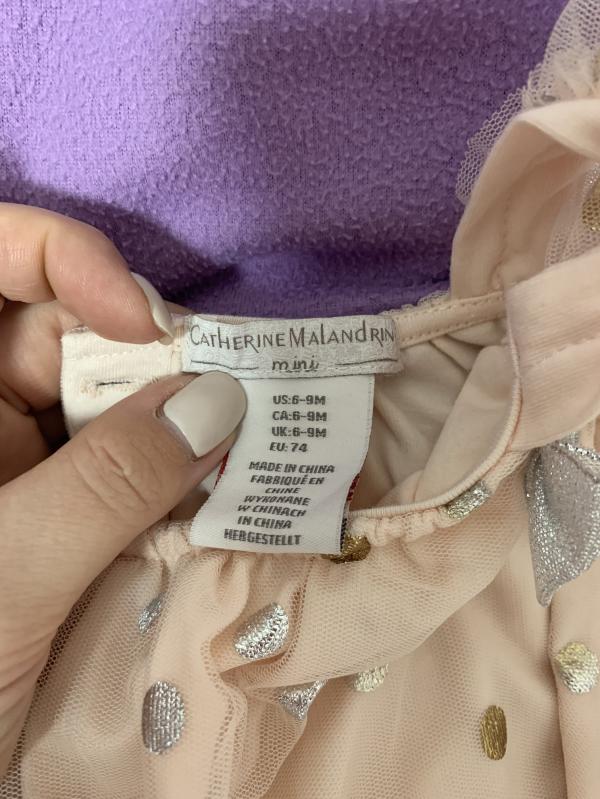 CATHERINE MALANDRIN
mini
US:6-9M
CA:6-9M
UK:6-9M
EU: 74
MADE IN CHINA
FABRIQUÉ EN
CHINE
WYKONANE
W CHINACH
IN CHINA
HERGESTELLT